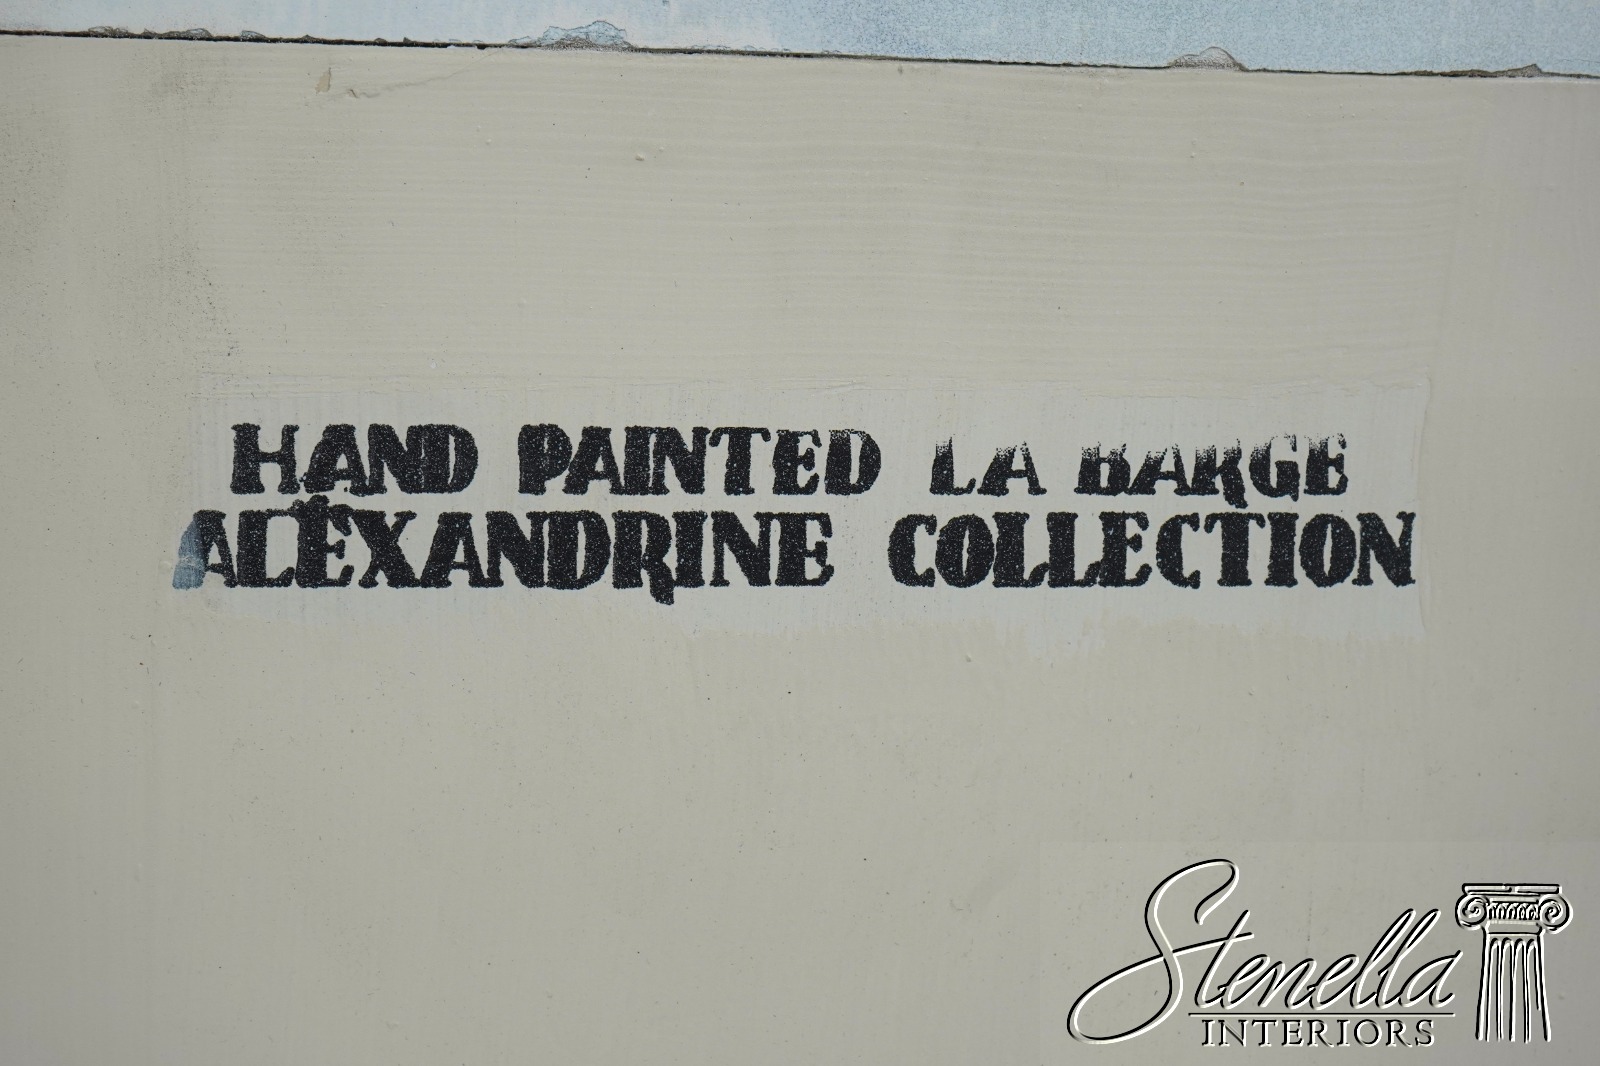 HAND PAINTED LA BARGE
ALEXANDRINE COLLECTION
Stenella
INTERIORS